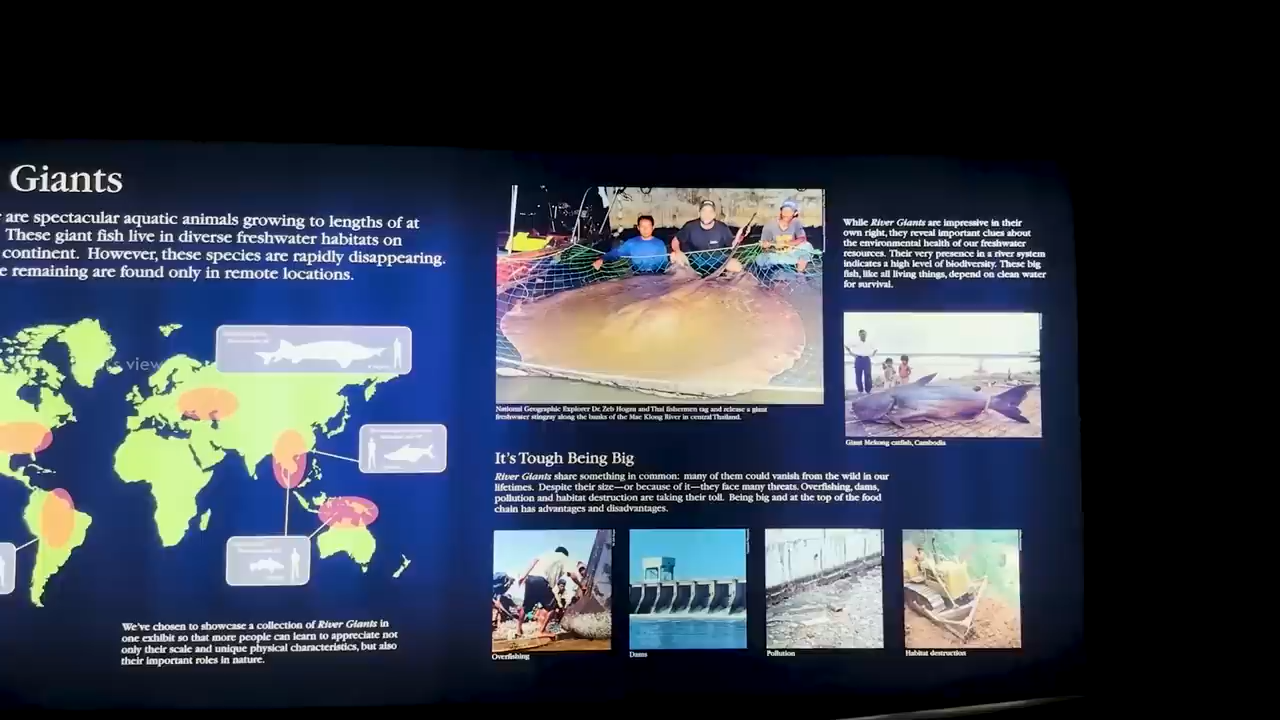 Giants
are spectacular aquatic animals growing to lengths of at
These giant fish live in diverse freshwater habitats on
continent. However, these species are rapidly disappearing.
remaining are found only in remote locations.
We've chosen to showcase a collection of River Giants in
one exhibit so that more people can learn to appreciate not
only their scale and unique physical characteristics, but also
their important roles in nature.
National Geographic Explorer Dr. Zeb Hogan and Thai fishermen tag and release a giant
freshwater stingray along the banks of the Mae Klong River in central Thailand.
While River Giants are impressive in their
own right, they reveal important clues about
the environmental health of our freshwater
resources. Their very presence in a river system
indicates a high level of biodiversity. These big
fish, like all living things, depend on clean water
for survival.
Giant Mekong catfish, Cambodia
It's Tough Being Big
River Giants share something in common: many of them could vanish from the wild in our
lifetimes. Despite their size—or because of it—they face many threats. Overfishing, dams,
pollution and habitat destruction are taking their toll. Being big and at the top of the food
chain has advantages and disadvantages.
Overfishing
Dams
Pollution
Habitat destruction